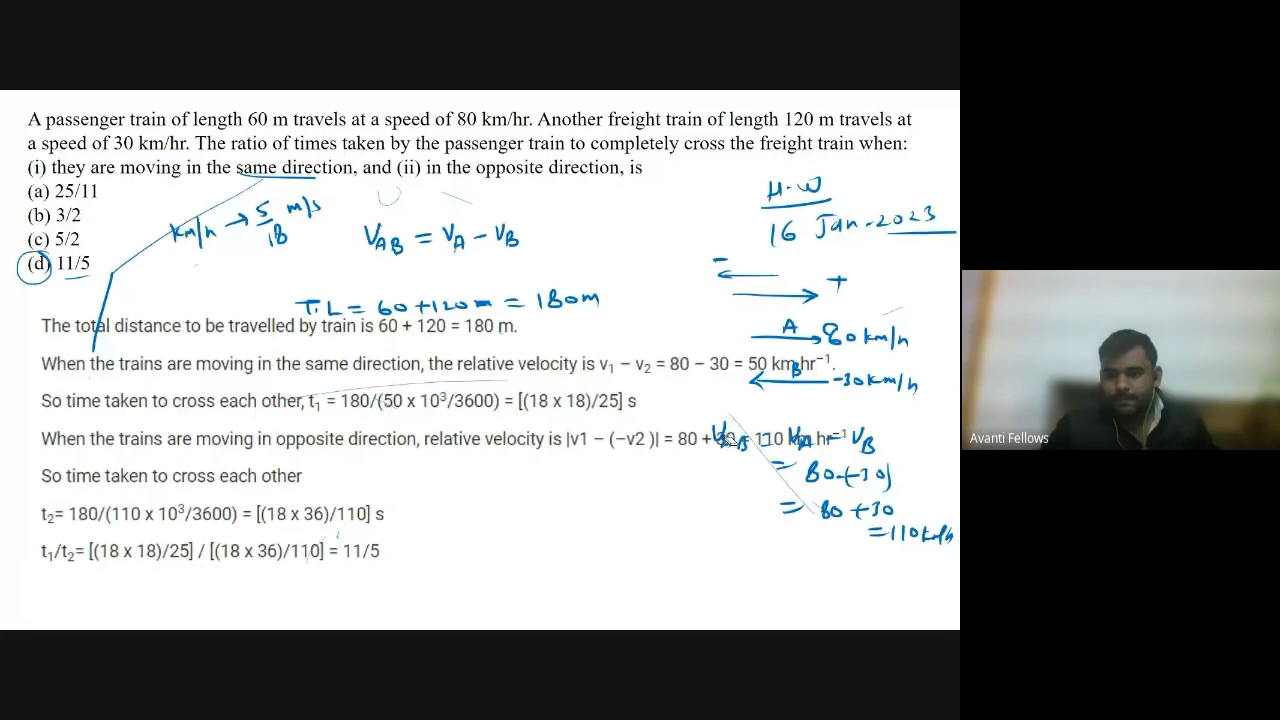 A passenger train of length 60 m travels at a speed of 80 km/hr. Another freight train of length 120 m travels at
a speed of 30 km/hr. The ratio of times taken by the passenger train to completely cross the freight train when:
(i) they are moving in the same direction, and (ii) in the opposite direction, is
(a) 25/11
(b) 3/2
(c) 5/2
(d) 11/5
km/h → 5/18 m/s
V_AB = V_A - V_B
H.W
16 Jan-2023
-
+
T.L = 60 + 120 m = 180m
The total distance to be travelled by train is 60 + 120 = 180 m.
A 80 km/h
When the trains are moving in the same direction, the relative velocity is v₁ − v₂ = 80 − 30 = 50 km hr⁻¹.
B -30km/h
So time taken to cross each other, t₁ = 180/(50 x 10³/3600) = [(18 x 18)/25] s
When the trains are moving in opposite direction, relative velocity is |v1 − (−v2 )| = 80 + 110 km hr⁻¹
V_AB = V_A - V_B
= 80-(-30)
So time taken to cross each other
= 80 +30
t₂= 180/(110 x 10³/3600) = [(18 x 36)/110] s
= 110km/h
t₁/t₂= [(18 x 18)/25] / [(18 x 36)/110] = 11/5
Avanti Fellows